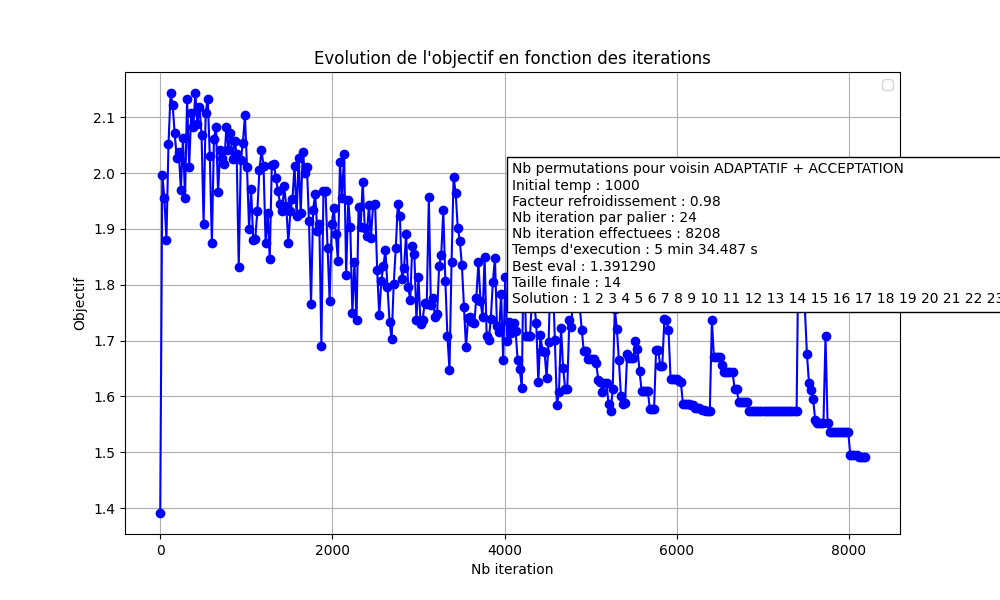 Evolution de l'objectif en fonction des iterations
Objectif
2.1
2.0
1.9
1.8
1.7
1.6
1.5
1.4
Nb permutations pour voisin ADAPTATIF + ACCEPTATION
Initial temp : 1000
Facteur refroidissement : 0.98
Nb iteration par palier : 24
Nb iteration effectuees : 8208
Temps d'execution : 5 min 34.487 s
Best eval : 1.391290
Taille finale : 14
Solution : 1 2 3 4 5 6 7 8 9 10 11 12 13 14 15 16 17 18 19 20 21 22 23
0
2000
4000
6000
8000
Nb iteration